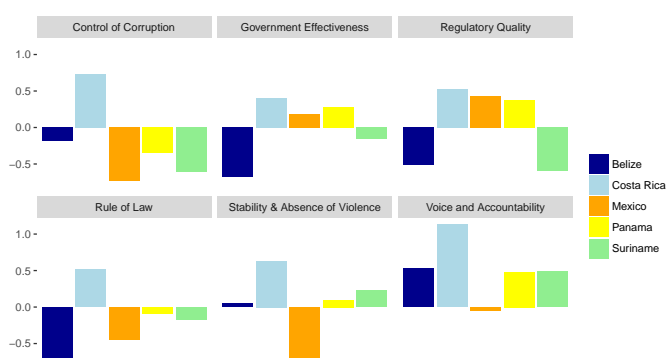 Control of Corruption Government Effectiveness Regulatory Quality
1.0
0.5
0.0
−0.5
Belize
Costa Rica
Mexico
Panama
Suriname
Rule of Law Stability & Absence of Violence Voice and Accountability
1.0
0.5
0.0
−0.5